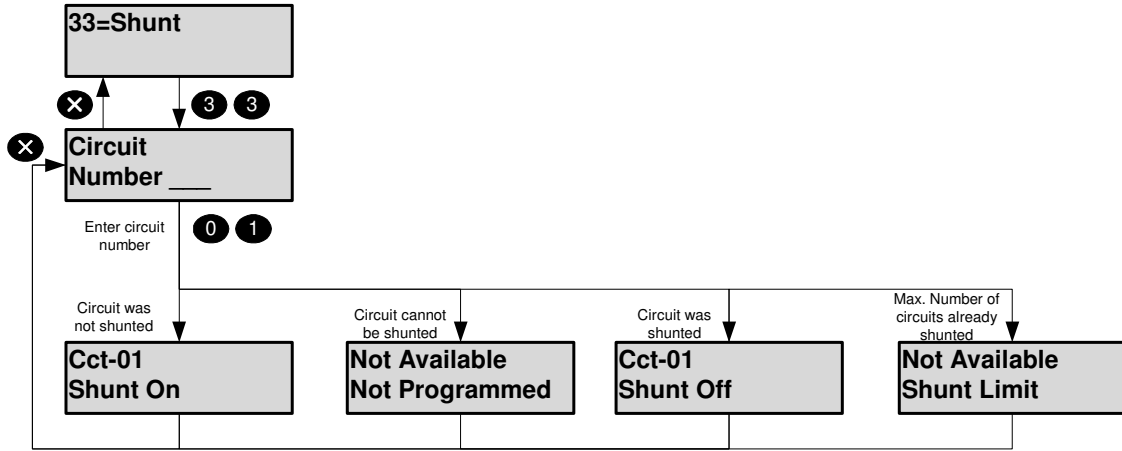 33=Shunt
3 3
Circuit
Number ___
Enter circuit
number
0 1
Circuit was
not shunted
Circuit cannot
be shunted
Circuit was
shunted
Max. Number of
circuits already
shunted
Cct-01
Shunt On
Not Available
Not Programmed
Cct-01
Shunt Off
Not Available
Shunt Limit